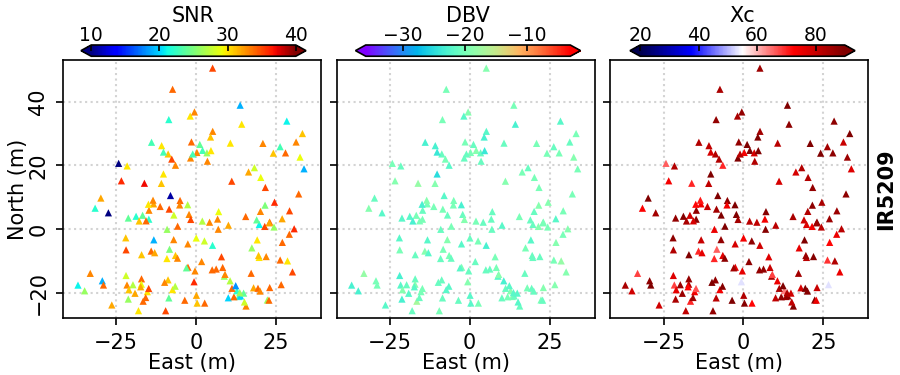 SNR DBV Xc
10 20 30 40 −30 −20 −10 20 40 60 80
North (m)
40
20
0
−20
IR5209
−25 0 25 −25 0 25 −25 0 25
East (m) East (m) East (m)